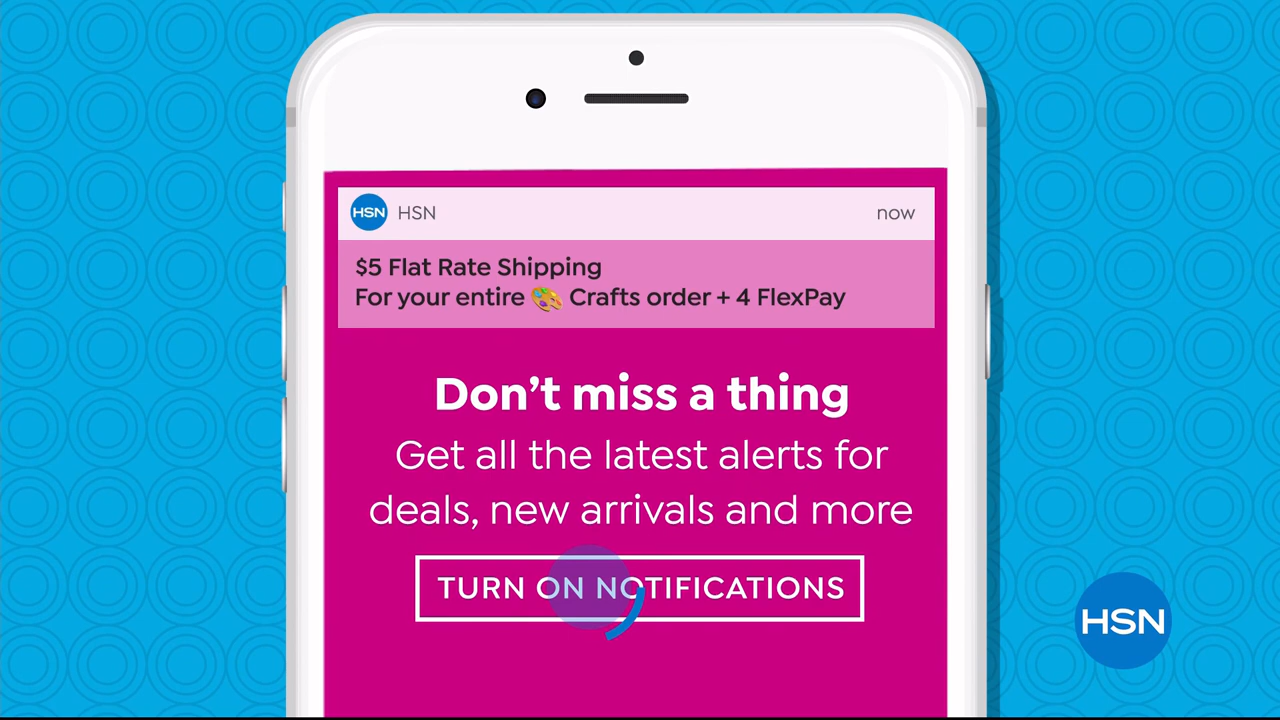 HSN HSN now
$5 Flat Rate Shipping
For your entire 🎨 Crafts order + 4 FlexPay
Don't miss a thing
Get all the latest alerts for
deals, new arrivals and more
TURN ON NOTIFICATIONS
HSN